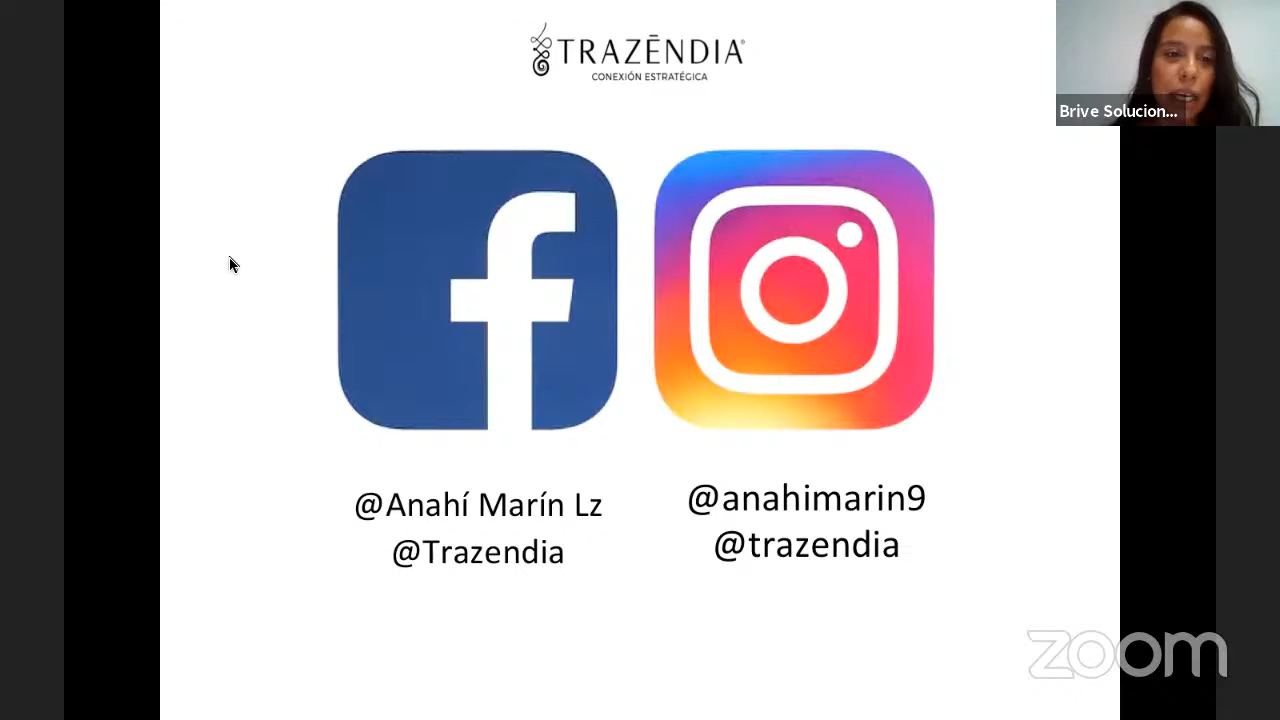 TRAZĒNDIA®
CONEXIÓN ESTRATÉGICA
Brive Solucion...
@Anahí Marín Lz
@Trazendia
@anahimarin9
@trazendia
zoom